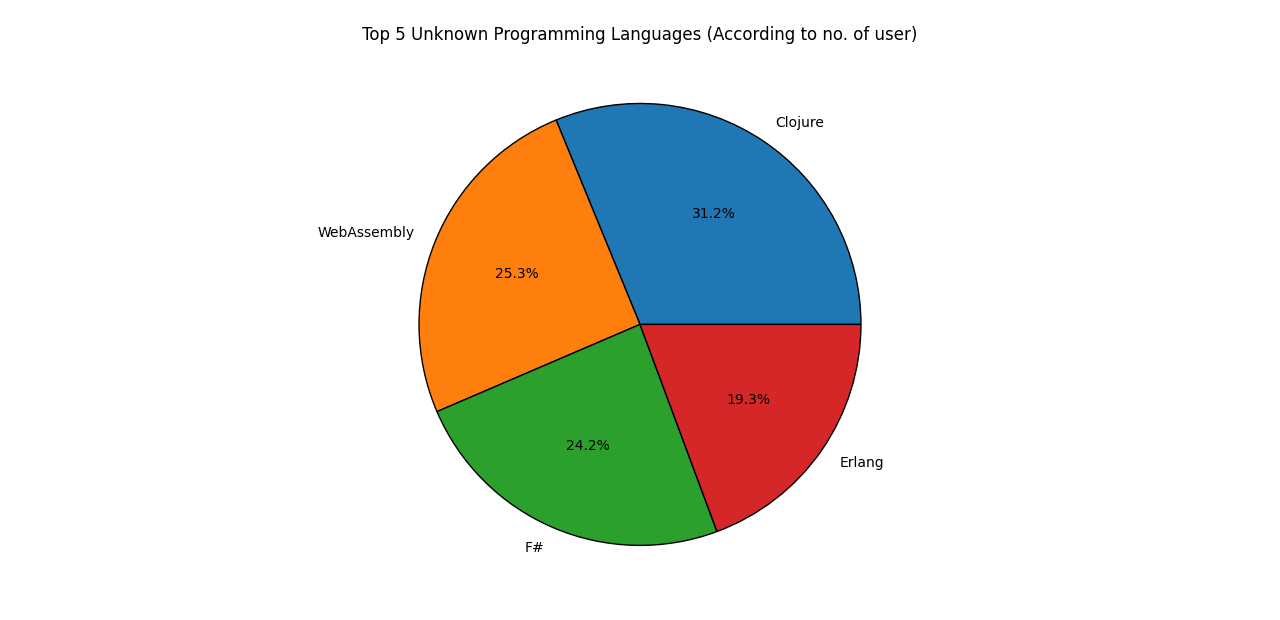 Top 5 Unknown Programming Languages (According to no. of user)
Clojure
31.2%
WebAssembly
25.3%
F#
24.2%
Erlang
19.3%